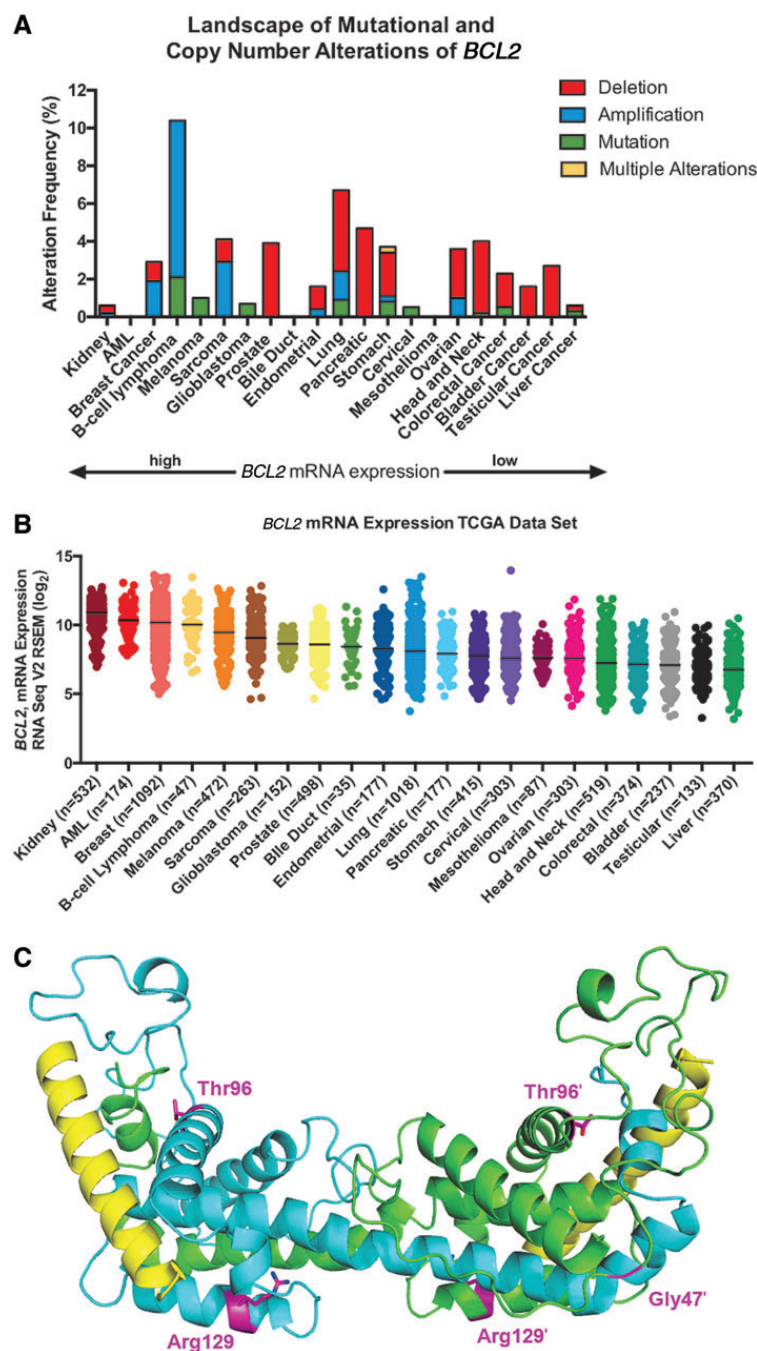 A
Landscape of Mutational and
Copy Number Alterations of BCL2
Alteration Frequency (%)
12
10
8
6
4
2
0
Deletion
Amplification
Mutation
Multiple Alterations
Kidney
AML
Breast Cancer
B-cell lymphoma
Melanoma
Sarcoma
Glioblastoma
Prostate
Bile Duct
Endometrial
Lung
Pancreatic
Stomach
Cervical
Mesothelioma
Ovarian
Head and Neck
Colorectal Cancer
Bladder Cancer
Testicular Cancer
Liver Cancer
high BCL2 mRNA expression low
B
BCL2 mRNA Expression TCGA Data Set
BCL2, mRNA Expression
RNA Seq V2 RSEM (log2)
15
10
5
0
Kidney (n=532)
AML (n=174)
Breast (n=1092)
B-cell Lymphoma (n=47)
Melanoma (n=472)
Sarcoma (n=263)
Glioblastoma (n=152)
Prostate (n=498)
BIle Duct (n=35)
Endometrial (n=177)
Lung (n=1018)
Pancreatic (n=177)
Stomach (n=415)
Cervical (n=303)
Mesothelioma (n=87)
Ovarian (n=303)
Head and Neck (n=519)
Colorectal (n=374)
Bladder (n=237)
Testicular (n=133)
Liver (n=370)
C
Thr96
Thr96'
Gly47'
Arg129
Arg129'